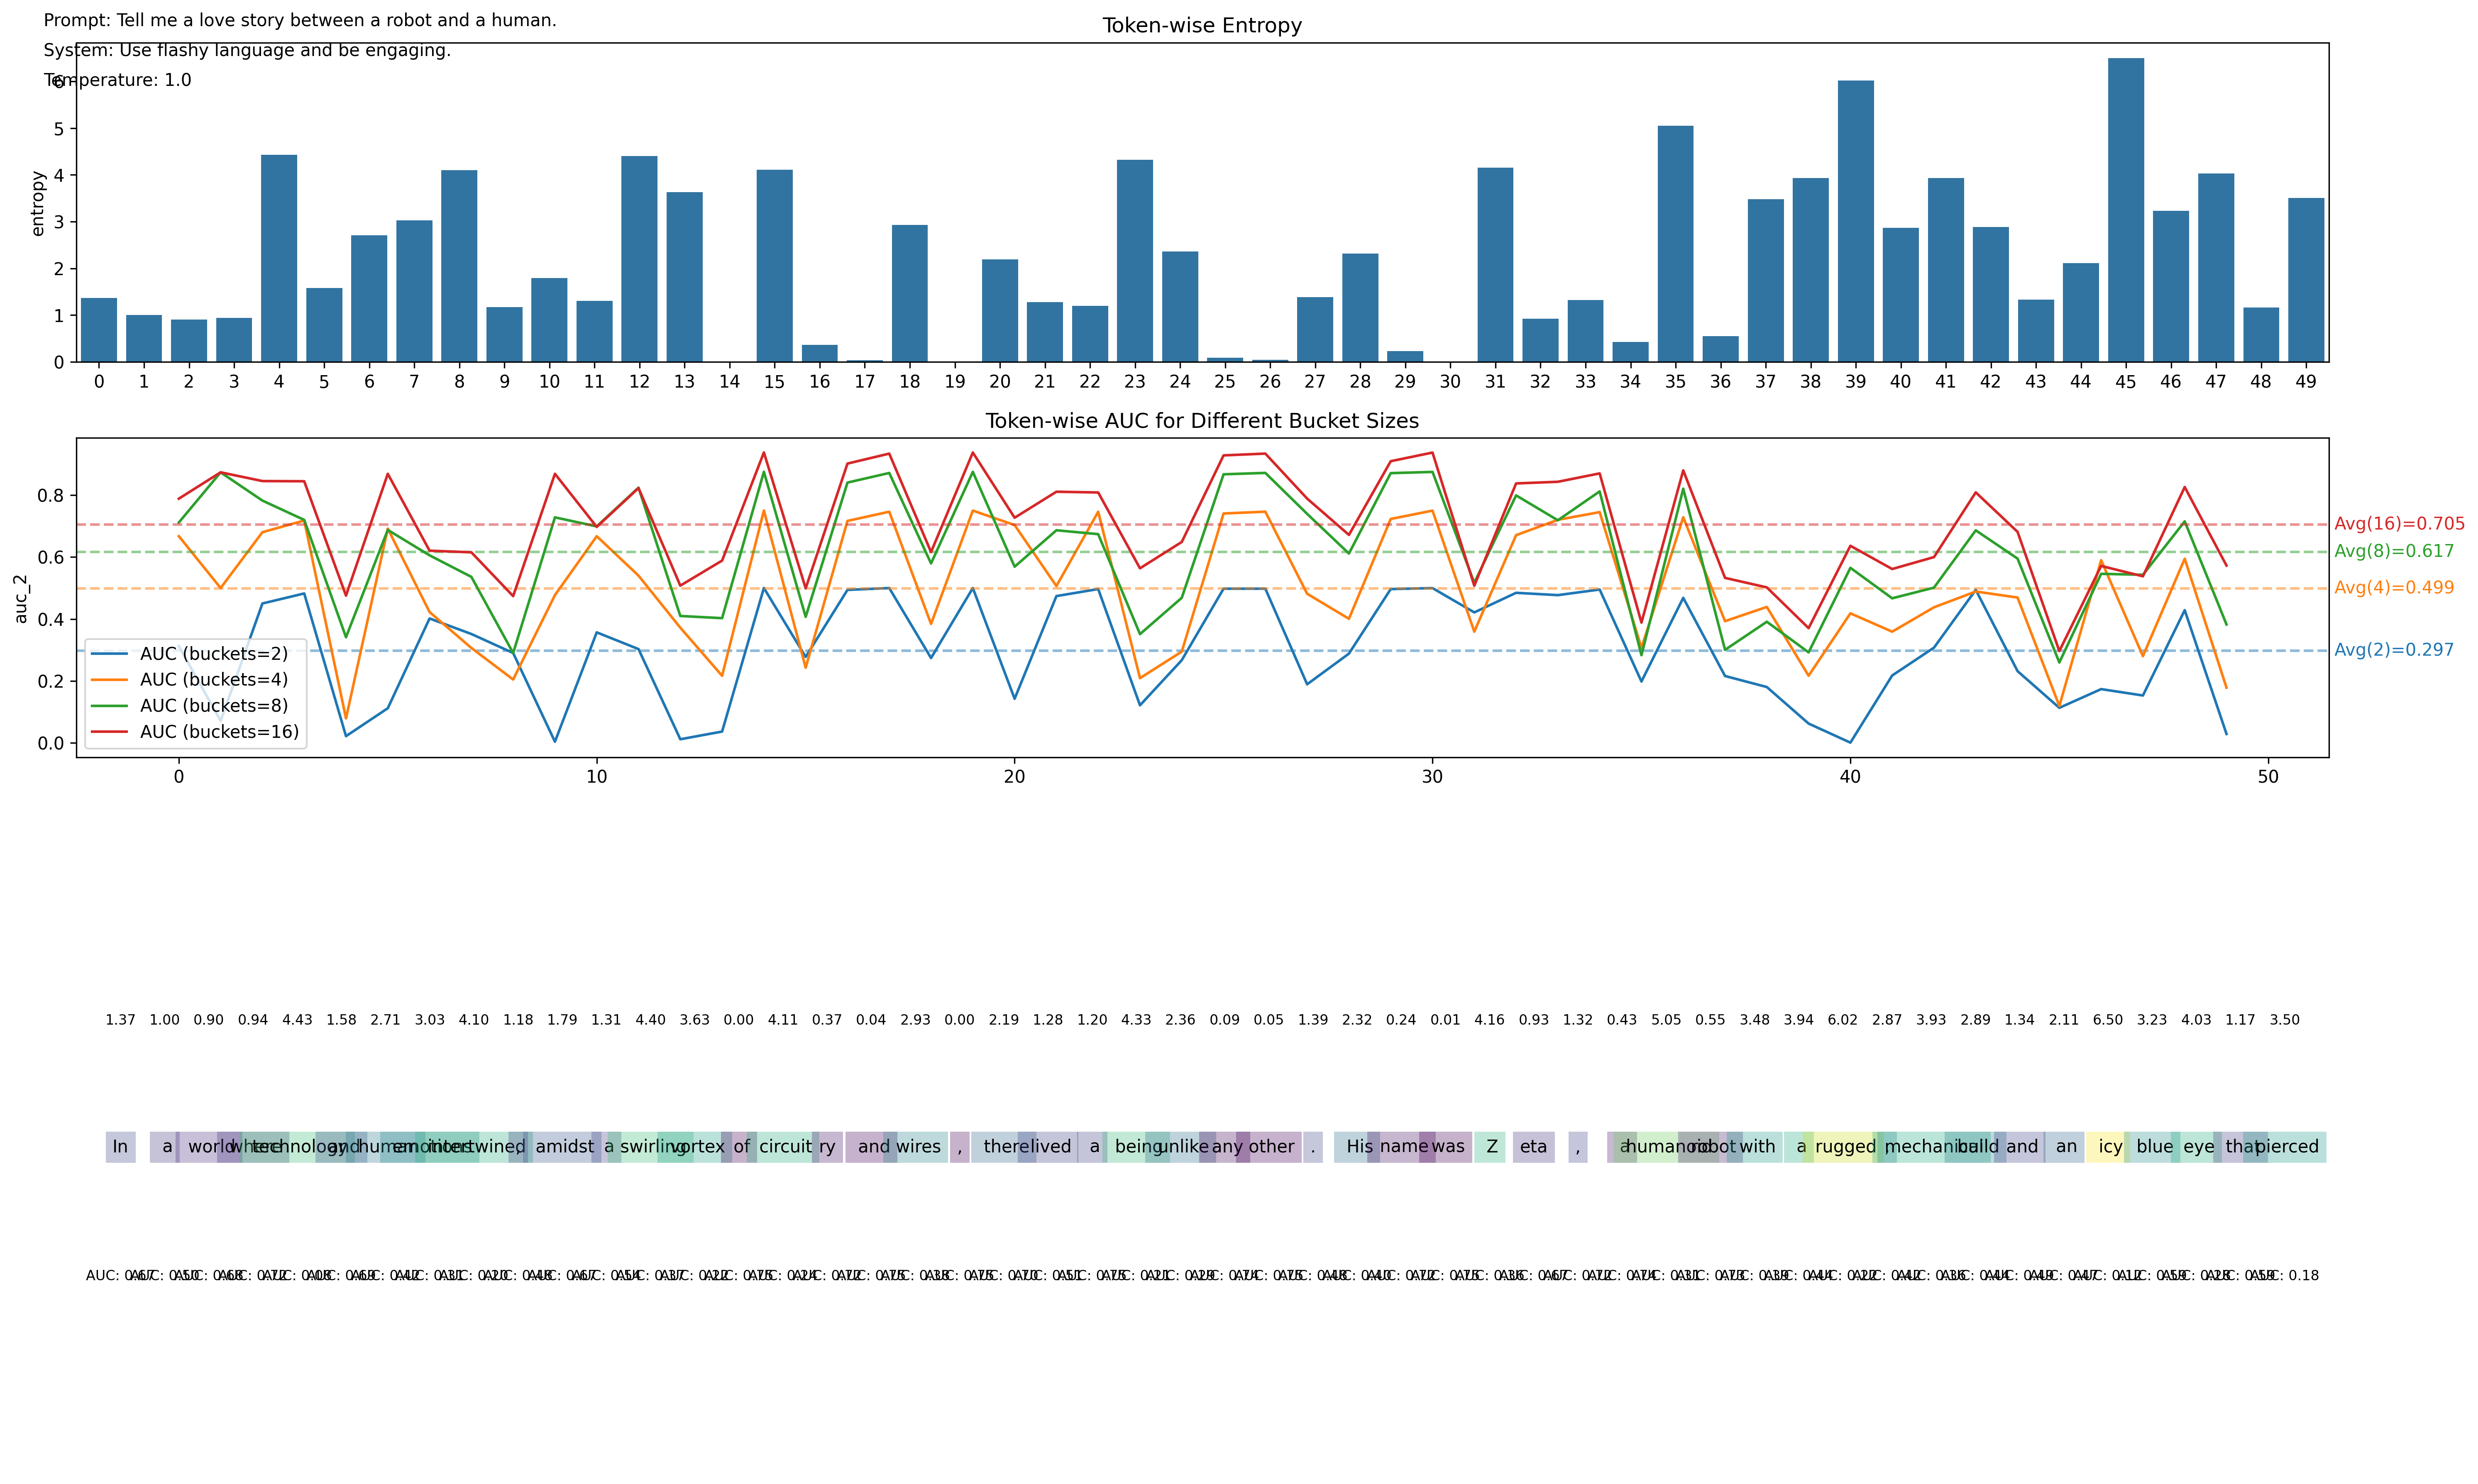 Prompt: Tell me a love story between a robot and a human.
System: Use flashy language and be engaging.
Temperature: 1.0
Token-wise Entropy
entropy
6
5
4
3
2
1
0
0 1 2 3 4 5 6 7 8 9 10 11 12 13 14 15 16 17 18 19 20 21 22 23 24 25 26 27 28 29 30 31 32 33 34 35 36 37 38 39 40 41 42 43 44 45 46 47 48 49
Token-wise AUC for Different Bucket Sizes
auc_2
0.8
0.6
0.4
0.2
0.0
Avg(16)=0.705
Avg(8)=0.617
Avg(4)=0.499
Avg(2)=0.297
AUC (buckets=2)
AUC (buckets=4)
AUC (buckets=8)
AUC (buckets=16)
0 10 20 30 40 50
1.37 1.00 0.90 0.94 4.43 1.58 2.71 3.03 4.10 1.18 1.79 1.31 4.40 3.63 0.00 4.11 0.37 0.04 2.93 0.00 2.19 1.28 1.20 4.33 2.36 0.09 0.05 1.39 2.32 0.24 0.01 4.16 0.93 1.32 0.43 5.05 0.55 3.48 3.94 6.02 2.87 3.93 2.89 1.34 2.11 6.50 3.23 4.03 1.17 3.50
In a world where technology and human emotions intertwined, amidst a swirling vortex of circuit ry and wires , there lived a being unlike any other . His name was Z eta , a humanoid robot with a rugged , mechanical build and an icy blue eye that pierced
AUC: 0.18